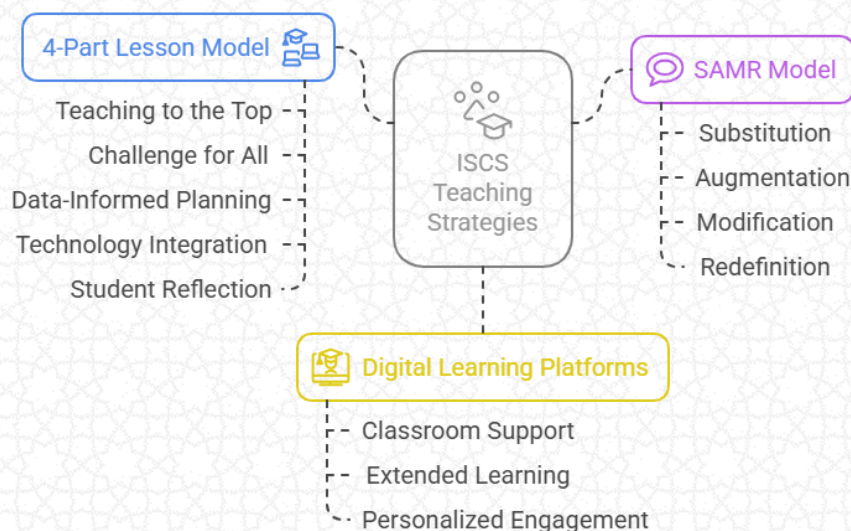 4-Part Lesson Model
Teaching to the Top
Challenge for All
Data-Informed Planning
Technology Integration
Student Reflection
ISCS
Teaching
Strategies
SAMR Model
Substitution
Augmentation
Modification
Redefinition
Digital Learning Platforms
Classroom Support
Extended Learning
Personalized Engagement